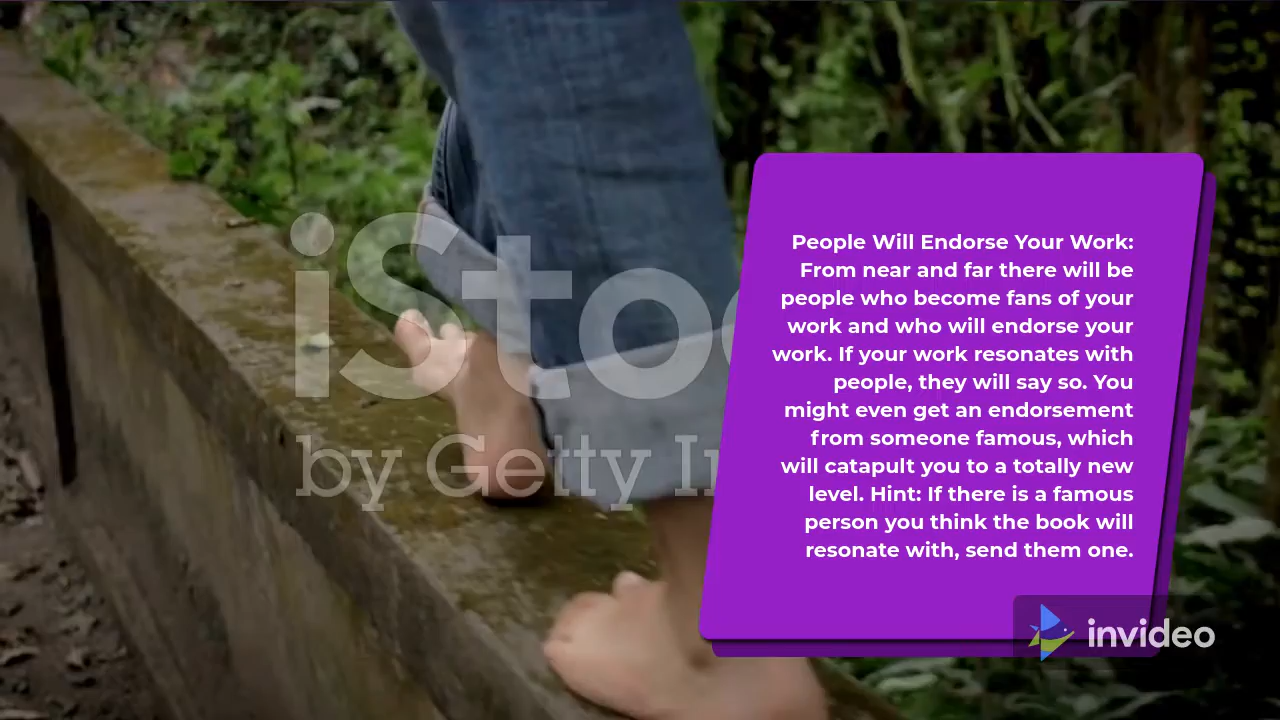 iStoc
by Getty I
People Will Endorse Your Work:
From near and far there will be
people who become fans of your
work and who will endorse your
work. If your work resonates with
people, they will say so. You
might even get an endorsement
from someone famous, which
will catapult you to a totally new
level. Hint: If there is a famous
person you think the book will
resonate with, send them one.
invideo